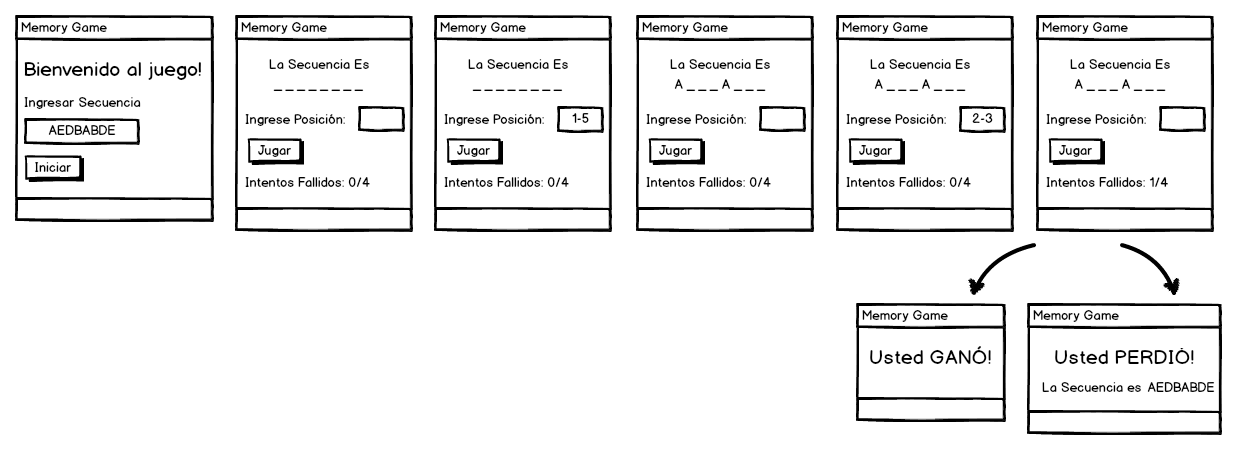 Memory Game
Bienvenido al juego!
Ingresar Secuencia
AEDBABDE
Iniciar
Memory Game
La Secuencia Es
_ _ _ _ _ _ _ _
Ingrese Posición:
Jugar
Intentos Fallidos: 0/4
Memory Game
La Secuencia Es
_ _ _ _ _ _ _ _
Ingrese Posición: 1-5
Jugar
Intentos Fallidos: 0/4
Memory Game
La Secuencia Es
A _ _ _ A _ _ _
Ingrese Posición:
Jugar
Intentos Fallidos: 0/4
Memory Game
La Secuencia Es
A _ _ _ A _ _ _
Ingrese Posición: 2-3
Jugar
Intentos Fallidos: 0/4
Memory Game
La Secuencia Es
A _ _ _ A _ _ _
Ingrese Posición:
Jugar
Intentos Fallidos: 1/4
Memory Game
Usted GANÓ!
Memory Game
Usted PERDIÓ!
La Secuencia es AEDBABDE